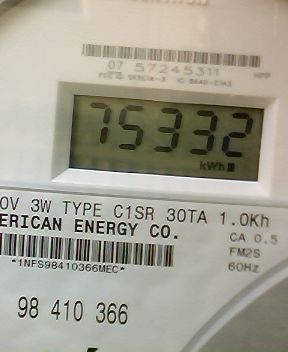 07 57245311 HPP
75332
kWh
0V 3W TYPE C1SR 30TA 1.0Kh
ERICAN ENERGY CO.
CA 0.5
FM2S
60Hz
*1NFS98410366MEC*
98 410 366